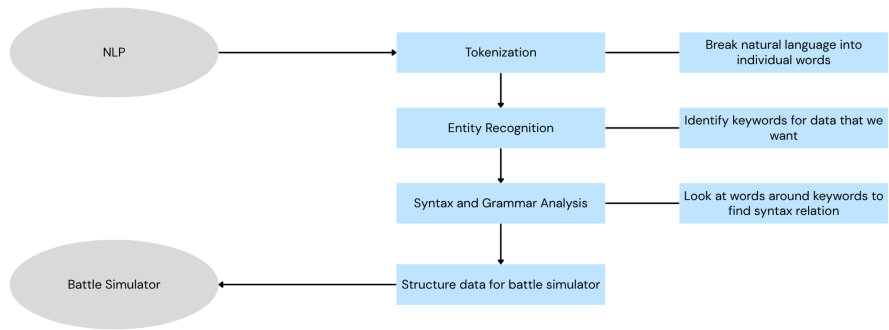 NLP
Tokenization
Break natural language into
individual words
Entity Recognition
Identify keywords for data that we
want
Syntax and Grammar Analysis
Look at words around keywords to
find syntax relation
Battle Simulator
Structure data for battle simulator